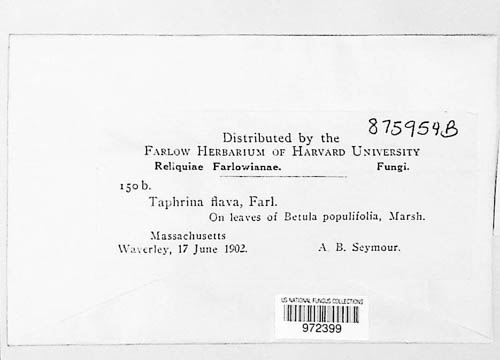 875954B
Distributed by the
FARLOW HERBARIUM OF HARVARD UNIVERSITY
Reliquiae Farlowianae. Fungi.
150 b.
Taphrina flava, Farl.
On leaves of Betula populifolia, Marsh.
Massachusetts
Waverley, 17 June 1902. A. B. Seymour.
US NATIONAL FUNGUS COLLECTIONS
972399